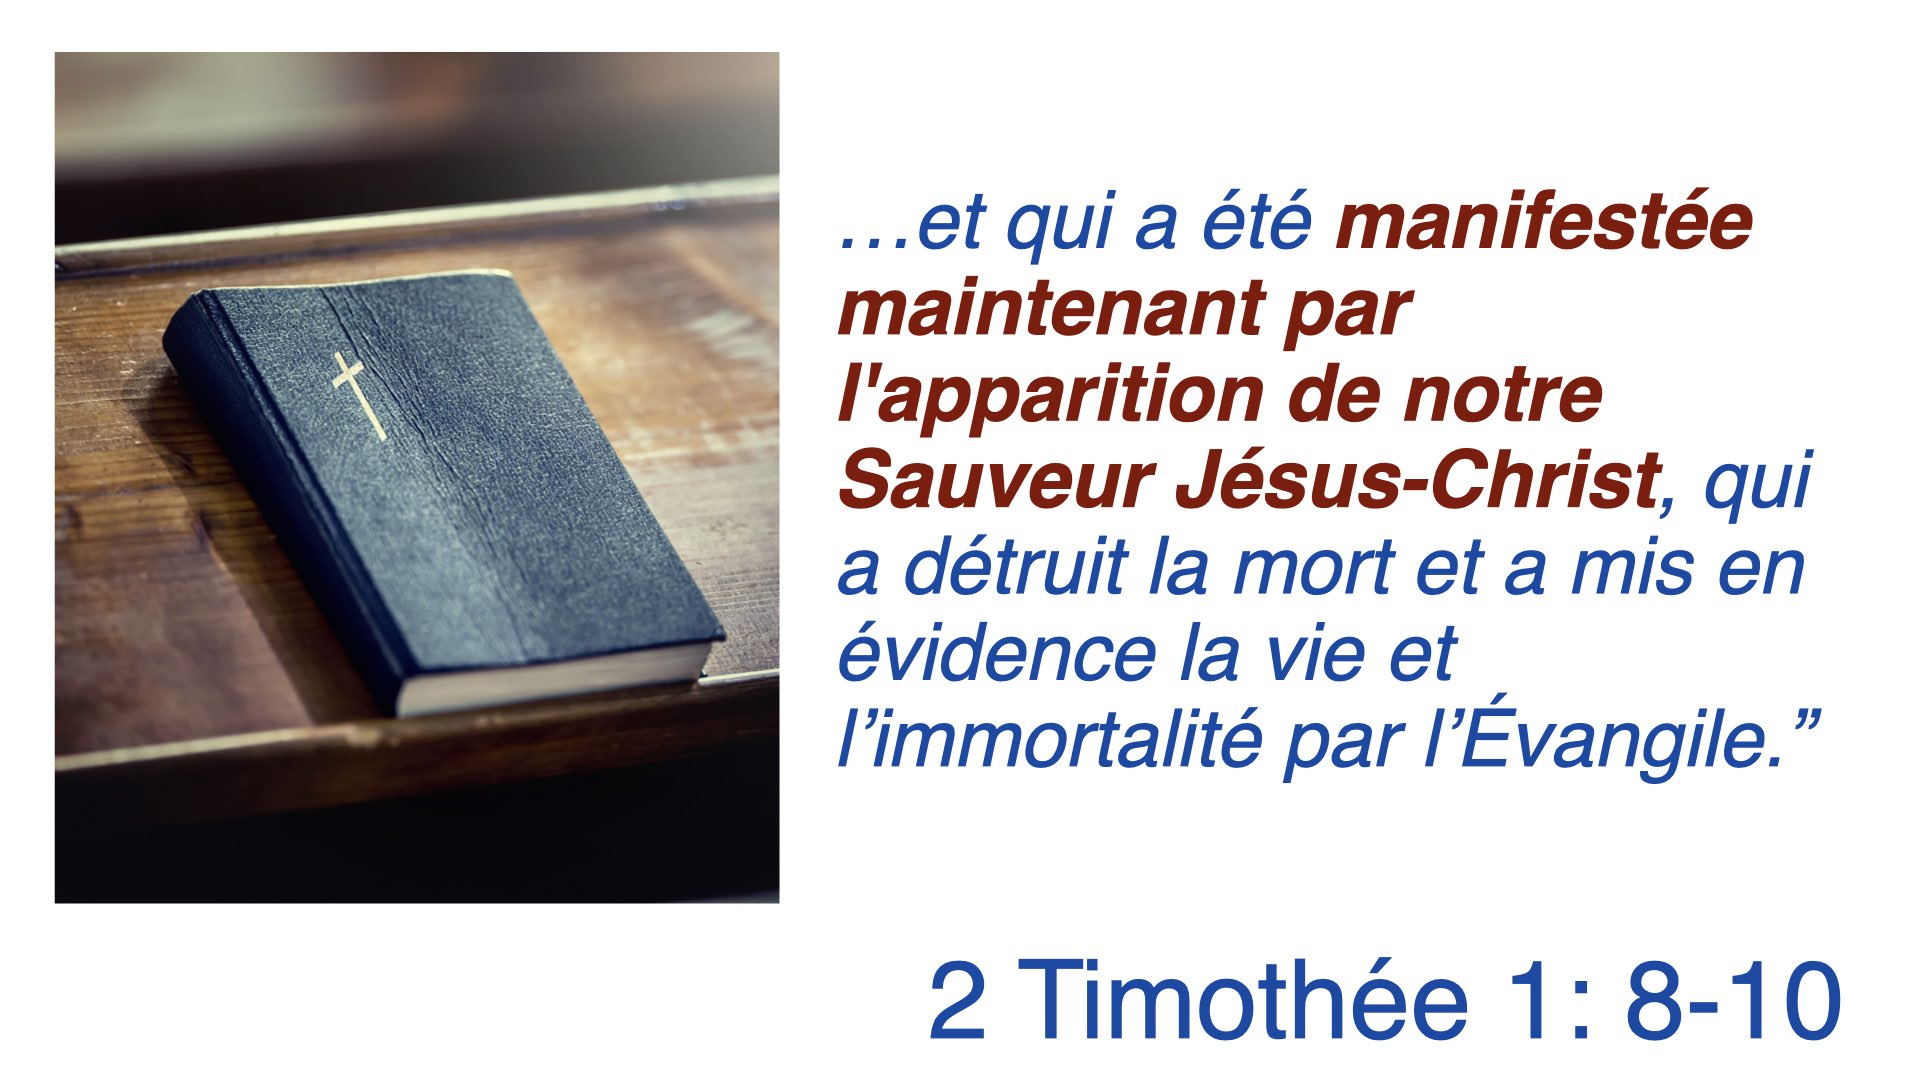 …et qui a été manifestée
maintenant par
l'apparition de notre
Sauveur Jésus-Christ, qui
a détruit la mort et a mis en
évidence la vie et
l’immortalité par l’Évangile.”
2 Timothée 1: 8-10